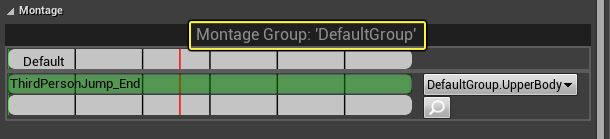 Montage
Montage Group: 'DefaultGroup'
Default
ThirdPersonJump_End
DefaultGroup.UpperBody